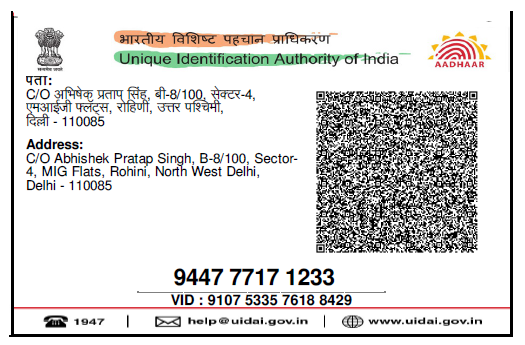 भारतीय विशिष्ट पहचान प्राधिकरण
Unique Identification Authority of India
AADHAAR
पता:
C/O अभिषेक प्रताप सिंह, बी-8/100, सेक्टर-4,
एमआईजी फ्लैट्स, रोहिणी, उत्तर पश्चिमी,
दिल्ली - 110085
Address:
C/O Abhishek Pratap Singh, B-8/100, Sector-
4, MIG Flats, Rohini, North West Delhi,
Delhi - 110085
9447 7717 1233
VID : 9107 5335 7618 8429
1947 | help@uidai.gov.in | www.uidai.gov.in